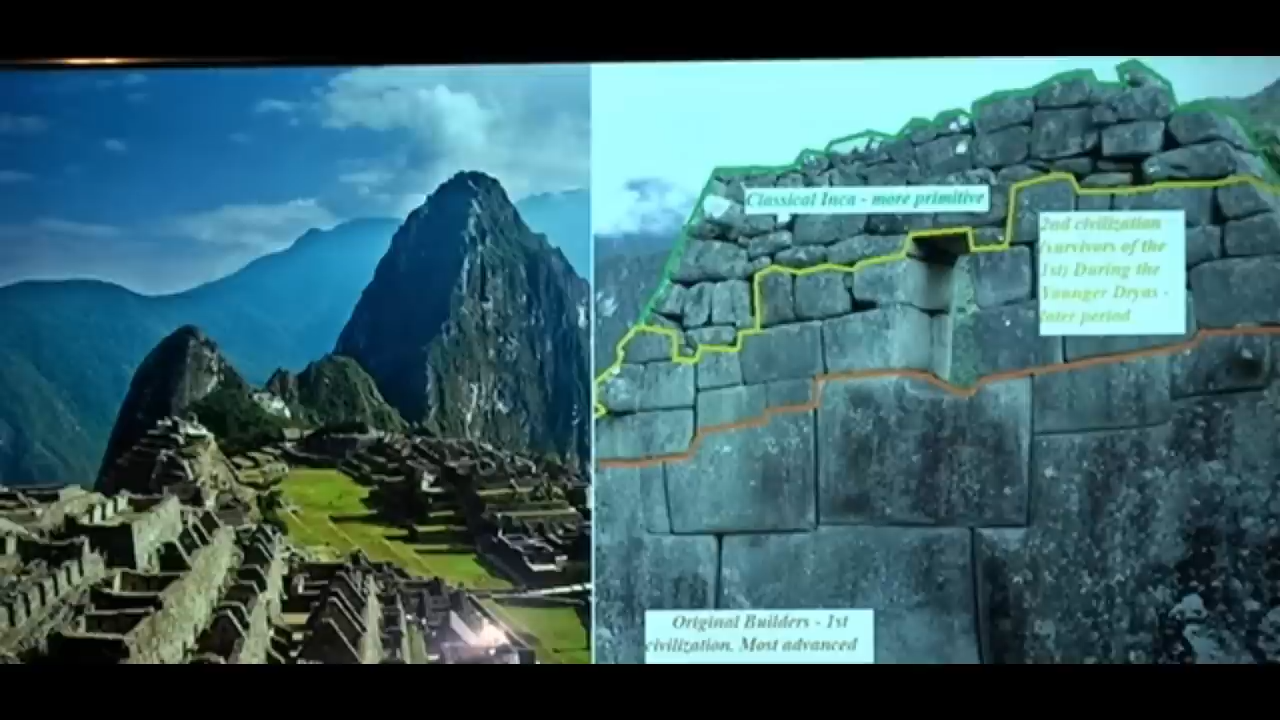 Classical Inca - more primitive
2nd civilization
(survivors of the
1st) During the
Younger Dryas -
later period
Original Builders - 1st
civilization. Most advanced